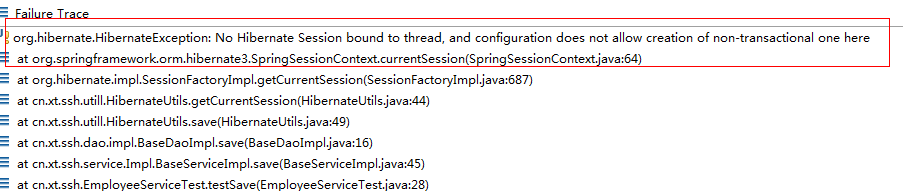 Failure Trace
org.hibernate.HibernateException: No Hibernate Session bound to thread, and configuration does not allow creation of non-transactional one here
at org.springframework.orm.hibernate3.SpringSessionContext.currentSession(SpringSessionContext.java:64)
at org.hibernate.impl.SessionFactoryImpl.getCurrentSession(SessionFactoryImpl.java:687)
at cn.xt.ssh.utill.HibernateUtils.getCurrentSession(HibernateUtils.java:44)
at cn.xt.ssh.utill.HibernateUtils.save(HibernateUtils.java:49)
at cn.xt.ssh.dao.impl.BaseDaoImpl.save(BaseDaoImpl.java:16)
at cn.xt.ssh.service.Impl.BaseServiceImpl.save(BaseServiceImpl.java:45)
at cn.xt.ssh.EmployeeServiceTest.testSave(EmployeeServiceTest.java:28)